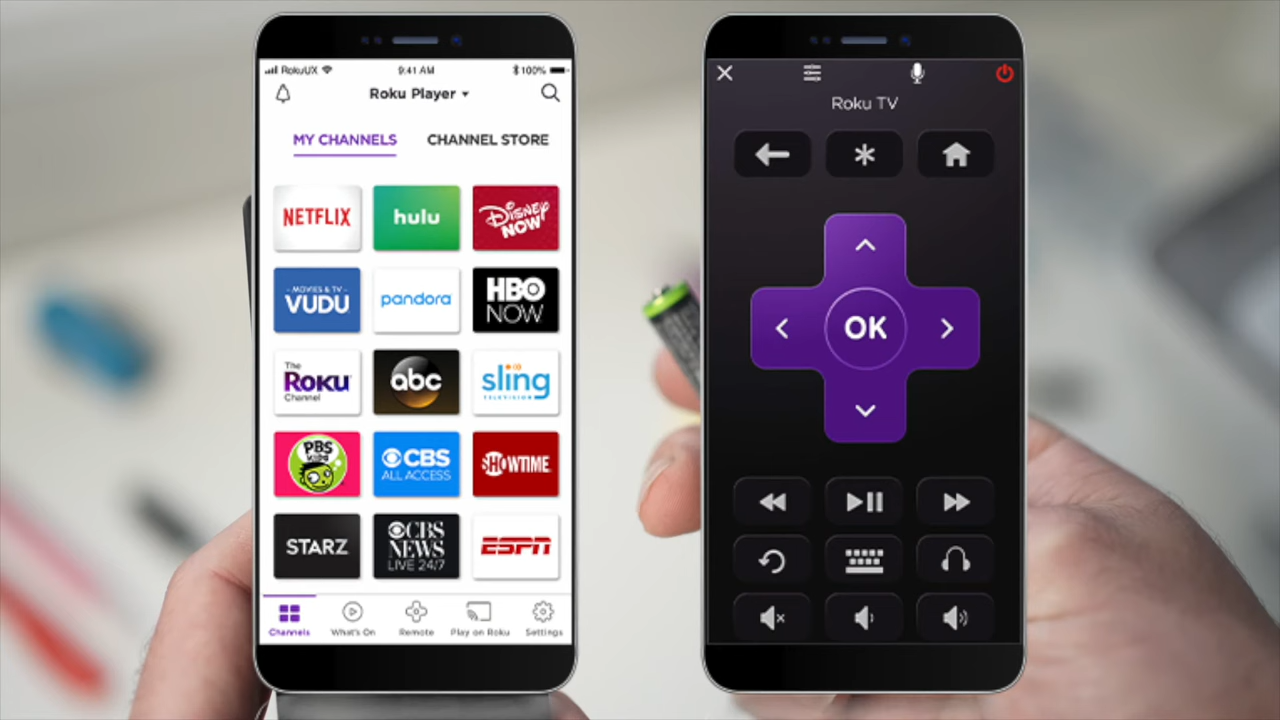 RokuUX 9:41 AM 100%
Roku Player
MY CHANNELS CHANNEL STORE
NETFLIX
hulu
DISNEY
NOW
- MOVIES & TV -
VUDU
pandora
HBO
NOW
The
Roku
Channel
abc
sling
TELEVISION
PBS
KIDS
CBS
ALL ACCESS
SHOWTIME
STARZ
CBS
NEWS
LIVE 24/7
ESPN
Channels What's On Remote Play on Roku Settings
Roku TV
OK